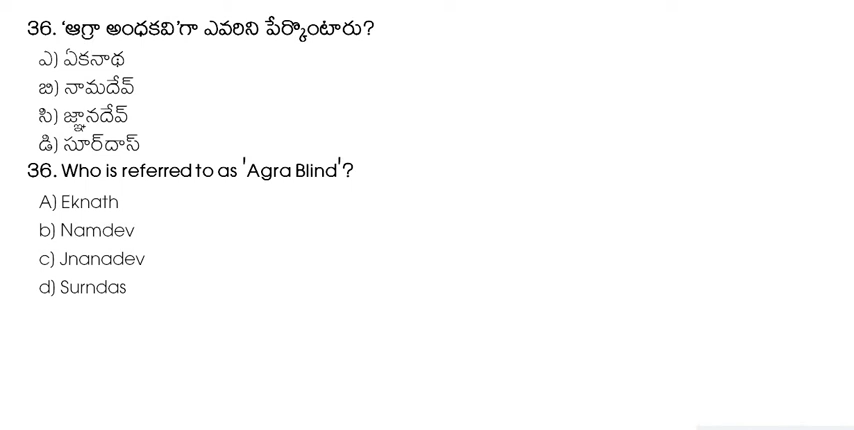 36. ‘ఆగ్రా అంధకవి’గా ఎవరిని పేర్కొంటారు?
ఎ) ఏకనాథ
బి) నామదేవ్
సి) జ్ఞానదేవ్
డి) సూర్‌దాస్
36. Who is referred to as 'Agra Blind'?
A) Eknath
b) Namdev
c) Jnanadev
d) Surndas